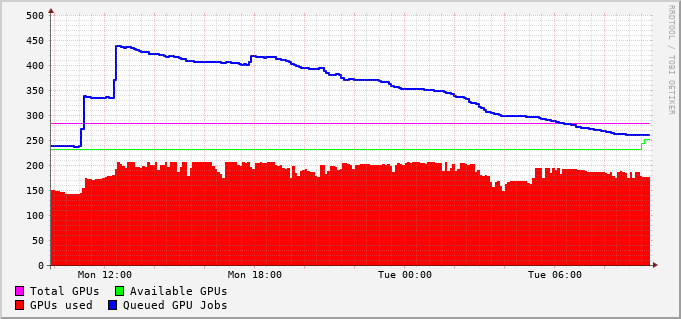 500
450
400
350
300
250
200
150
100
50
0
Mon 12:00 Mon 18:00 Tue 00:00 Tue 06:00
Total GPUs Available GPUs
GPUs used Queued GPU Jobs
RRDTOOL / TOBI OETIKER